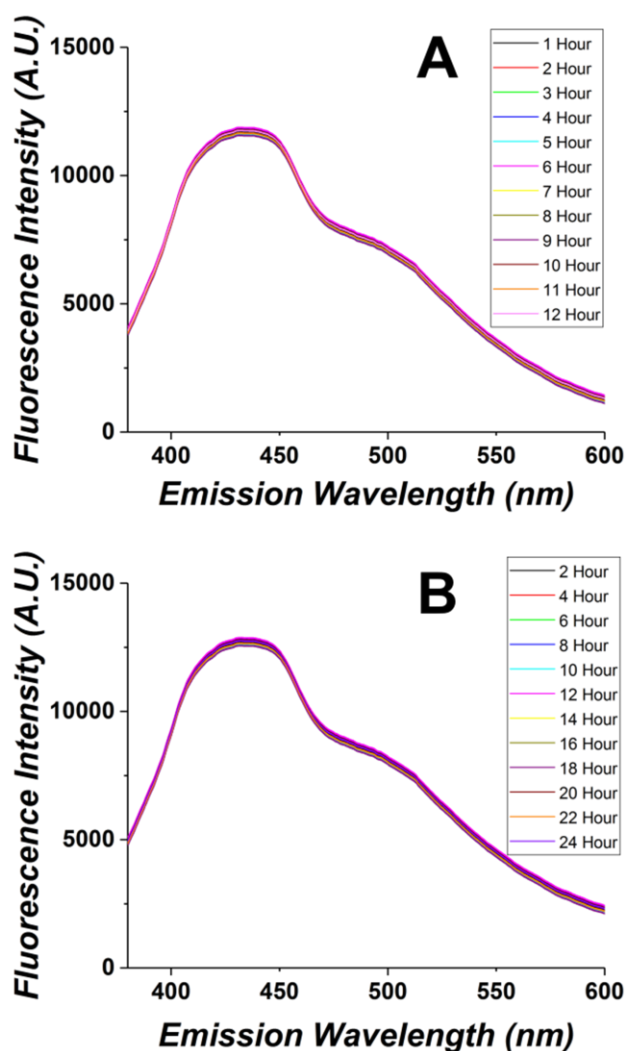 A
Fluorescence Intensity (A.U.)
15000
10000
5000
0
400
450
500
550
600
Emission Wavelength (nm)
1 Hour
2 Hour
3 Hour
4 Hour
5 Hour
6 Hour
7 Hour
8 Hour
9 Hour
10 Hour
11 Hour
12 Hour
B
Fluorescence Intensity (A.U.)
15000
10000
5000
0
400
450
500
550
600
Emission Wavelength (nm)
2 Hour
4 Hour
6 Hour
8 Hour
10 Hour
12 Hour
14 Hour
16 Hour
18 Hour
20 Hour
22 Hour
24 Hour